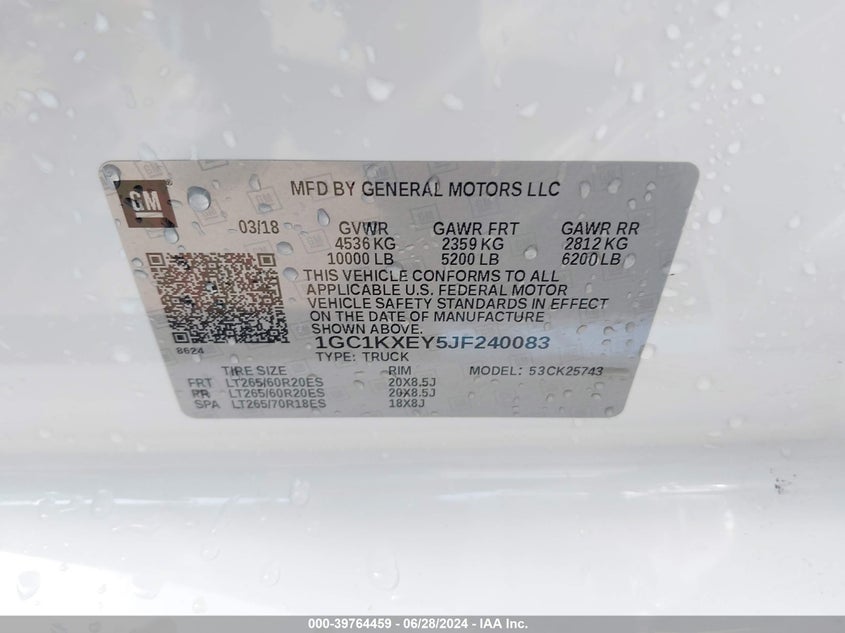 GM
MFD BY GENERAL MOTORS LLC
03/18 GVWR GAWR FRT GAWR RR
4536 KG 2359 KG 2812 KG
10000 LB 5200 LB 6200 LB
THIS VEHICLE CONFORMS TO ALL
APPLICABLE U.S. FEDERAL MOTOR
VEHICLE SAFETY STANDARDS IN EFFECT
ON THE DATE OF MANUFACTURE
SHOWN ABOVE.
1GC1KXEY5JF240083
8624 TYPE: TRUCK
TIRE SIZE RIM MODEL: 53CK25743
FRT LT265/60R20ES 20X8.5J
RR LT265/60R20ES 20X8.5J
SPA LT265/70R18ES 18X8J
000-39764459 - 06/28/2024 - IAA Inc.